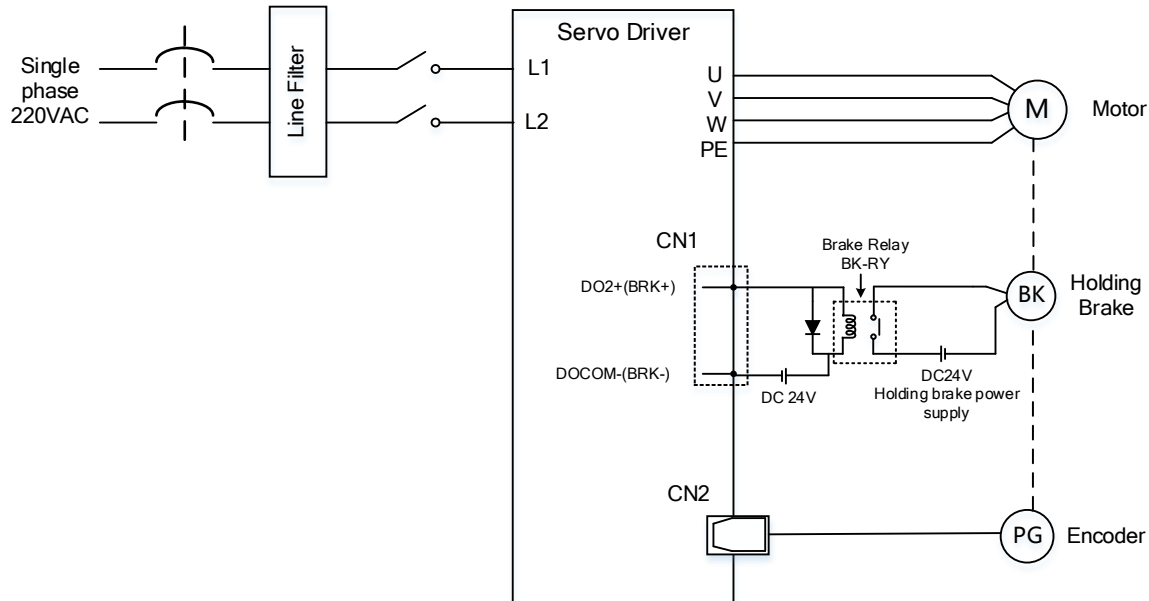 Servo Driver
Single
phase
220VAC
Line Filter
L1
L2
U
V
W
PE
M
Motor
CN1
Brake Relay
BK-RY
DO2+(BRK+)
BK
Holding
Brake
DOCOM-(BRK-)
DC 24V
DC24V
Holding brake power
supply
CN2
PG
Encoder